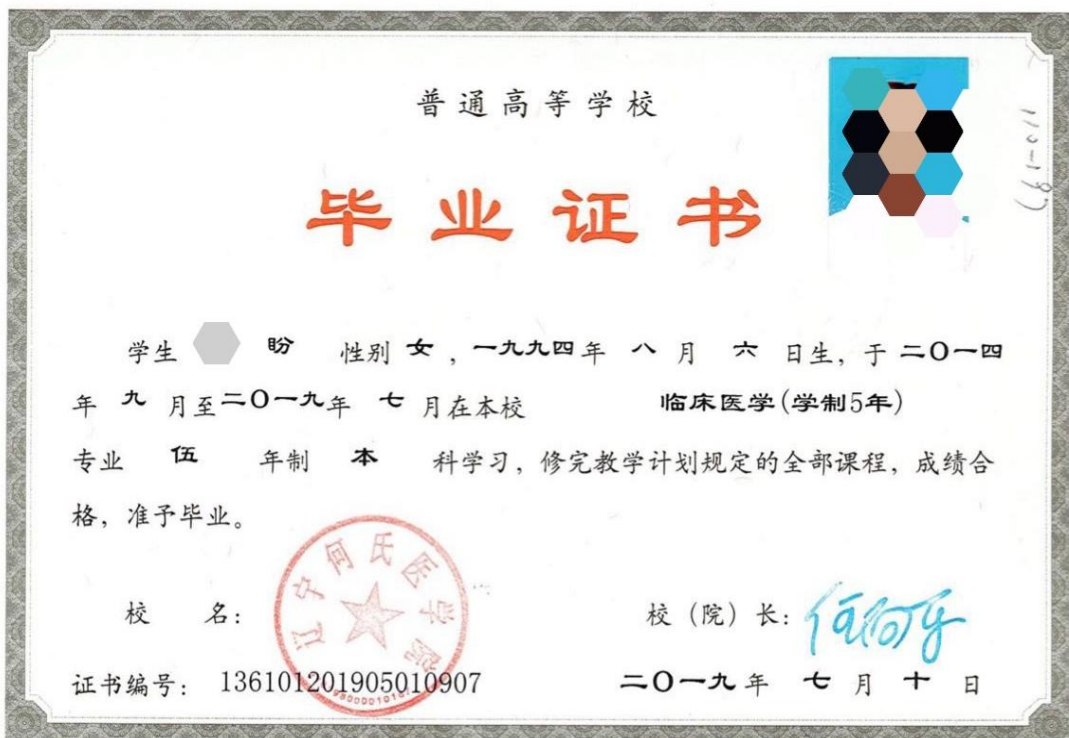 普通高等学校
毕业证书
学生 盼 性别 女，一九九四年 八 月 六 日生，于 二〇一四
年 九 月至二〇一九年 七 月在本校 临床医学(学制5年)
专业 伍 年制 本 科学习，修完教学计划规定的全部课程，成绩合
格，准予毕业。
辽宁何氏医学院
校 名： 校（院）长：
证书编号： 136101201905010907 二〇一九年 七 月 十 日